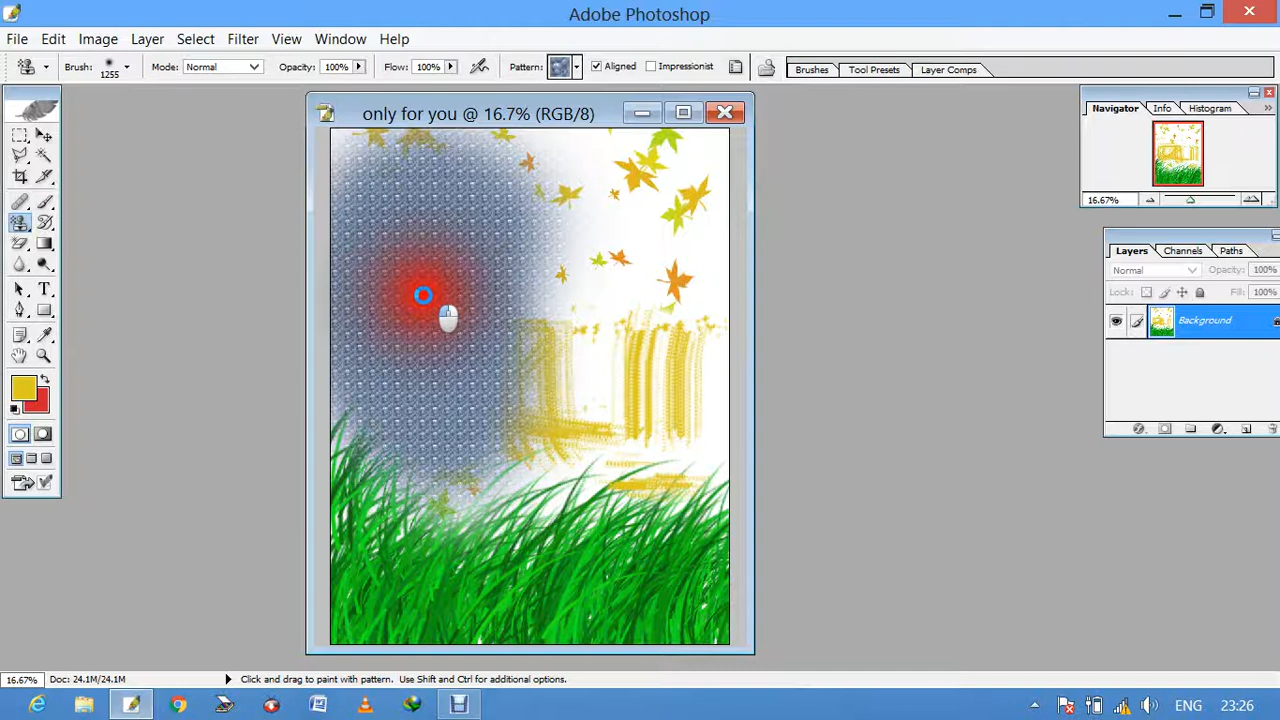 Adobe Photoshop
File Edit Image Layer Select Filter View Window Help
Brush: 1255 Mode: Normal Opacity: 100% Flow: 100% Pattern: Aligned Impressionist Brushes Tool Presets Layer Comps
only for you @ 16.7% (RGB/8)
Navigator Info Histogram
16.67%
Layers Channels Paths
Normal Opacity: 100%
Lock: Fill: 100%
Background
T
16.67% Doc: 24.1M/24.1M Click and drag to paint with pattern. Use Shift and Ctrl for additional options.
ENG 23:26